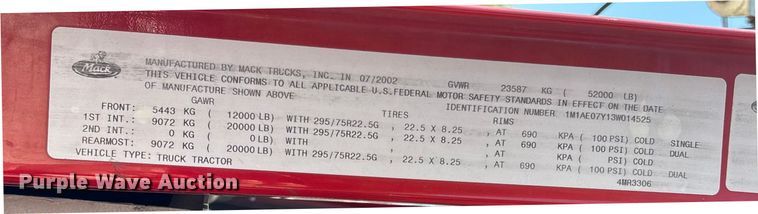 Mack
MANUFACTURED BY MACK TRUCKS, INC. IN 07/2002 GVWR 23587 KG ( 52000 LB)
THIS VEHICLE CONFORMS TO ALL APPLICABLE U.S.FEDERAL MOTOR SAFETY STANDARDS IN EFFECT ON THE DATE
OF MANUFACTURE SHOWN ABOVE IDENTIFICATION NUMBER 1M1AE07Y13W014525
GAWR TIRES RIMS
FRONT: 5443 KG ( 12000 LB) WITH 295/75R22.5G , 22.5 X 8.25 , AT 690 KPA ( 100 PSI) COLD SINGLE
1ST INT.: 9072 KG ( 20000 LB) WITH 295/75R22.5G , 22.5 X 8.25 , AT 690 KPA ( 100 PSI) COLD DUAL
2ND INT.: 0 KG ( 0 LB) WITH , , AT KPA ( PSI) COLD
REARMOST: 9072 KG ( 20000 LB) WITH 295/75R22.5G , 22.5 X 8.25 , AT 690 KPA ( 100 PSI) COLD DUAL
VEHICLE TYPE: TRUCK TRACTOR 4MR3306
Purple Wave Auction